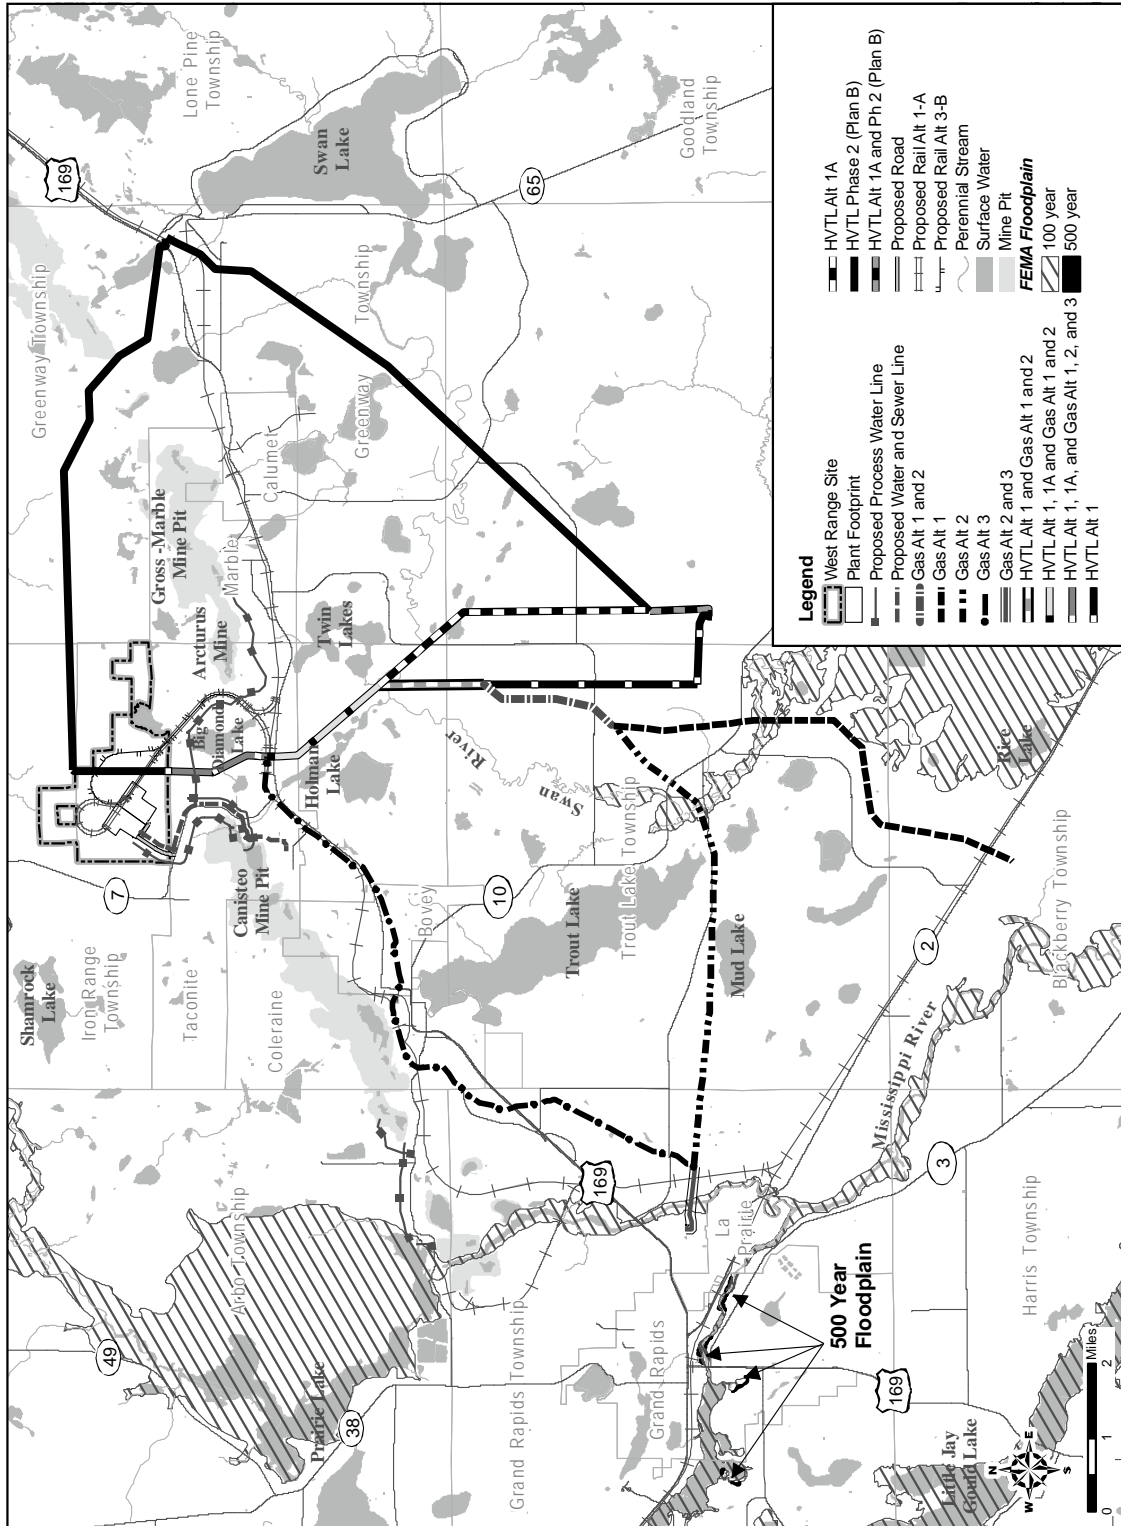 Lone Pine
Township
169
Swan
Lake
65
Goodland
Township
Greenway Township
Greenway
Township
Calumet
Gross -Marble
Mine Pit
Marble
Arcturus
Mine
Twin
Lakes
Big
Diamond
Lake
Holman
Lake
Swan
River
7
Canisteo
Mine Pit
Bovey
10
Trout Lake
Trout Lake Township
Mud Lake
Rice
Lake
Blackberry Township
2
Shamrock
Lake
Iron Range
Township
Taconite
Coleraine
Mississippi River
3
169
La
Prairie
Arbo Township
49
Prairie Lake
38
Grand Rapids Township
Grand Rapids
500 Year
Floodplain
Harris Township
169
Little Jay
Gould Lake
N
E
S
W
0
1
2
Miles
Legend
West Range Site
Plant Footprint
Proposed Process Water Line
Proposed Water and Sewer Line
Gas Alt 1 and 2
Gas Alt 1
Gas Alt 2
Gas Alt 3
Gas Alt 2 and 3
HVTL Alt 1 and Gas Alt 1 and 2
HVTL Alt 1, 1A and Gas Alt 1 and 2
HVTL Alt 1, 1A, and Gas Alt 1, 2, and 3
HVTL Alt 1
HVTL Alt 1A
HVTL Phase 2 (Plan B)
HVTL Alt 1A and Ph 2 (Plan B)
Proposed Road
Proposed Rail Alt 1-A
Proposed Rail Alt 3-B
Perennial Stream
Surface Water
Mine Pit
FEMA Floodplain
100 year
500 year